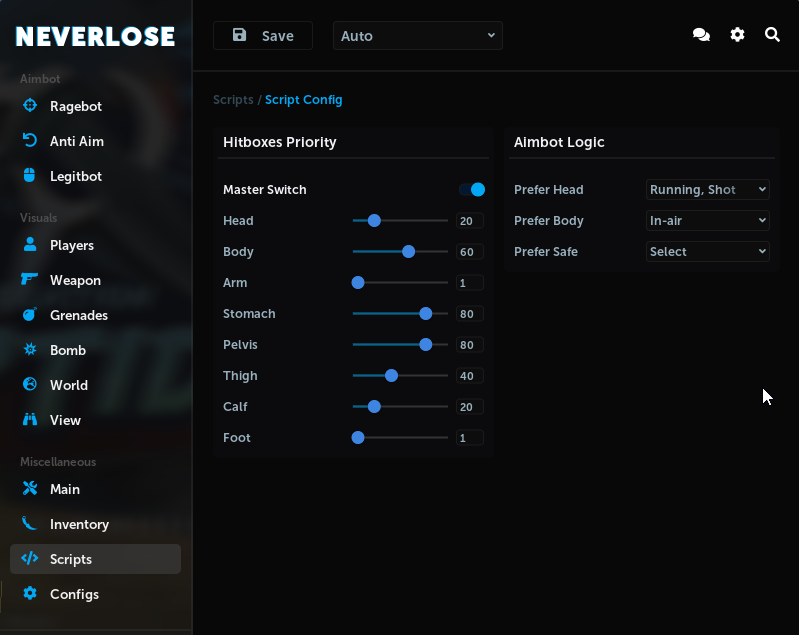 NEVERLOSE
Aimbot
Ragebot
Anti Aim
Legitbot
Visuals
Players
Weapon
Grenades
Bomb
World
View
Miscellaneous
Main
Inventory
Scripts
Configs
Save
Auto
Scripts / Script Config
Hitboxes Priority
Master Switch
Head 20
Body 60
Arm 1
Stomach 80
Pelvis 80
Thigh 40
Calf 20
Foot 1
Aimbot Logic
Prefer Head Running, Shot
Prefer Body In-air
Prefer Safe Select